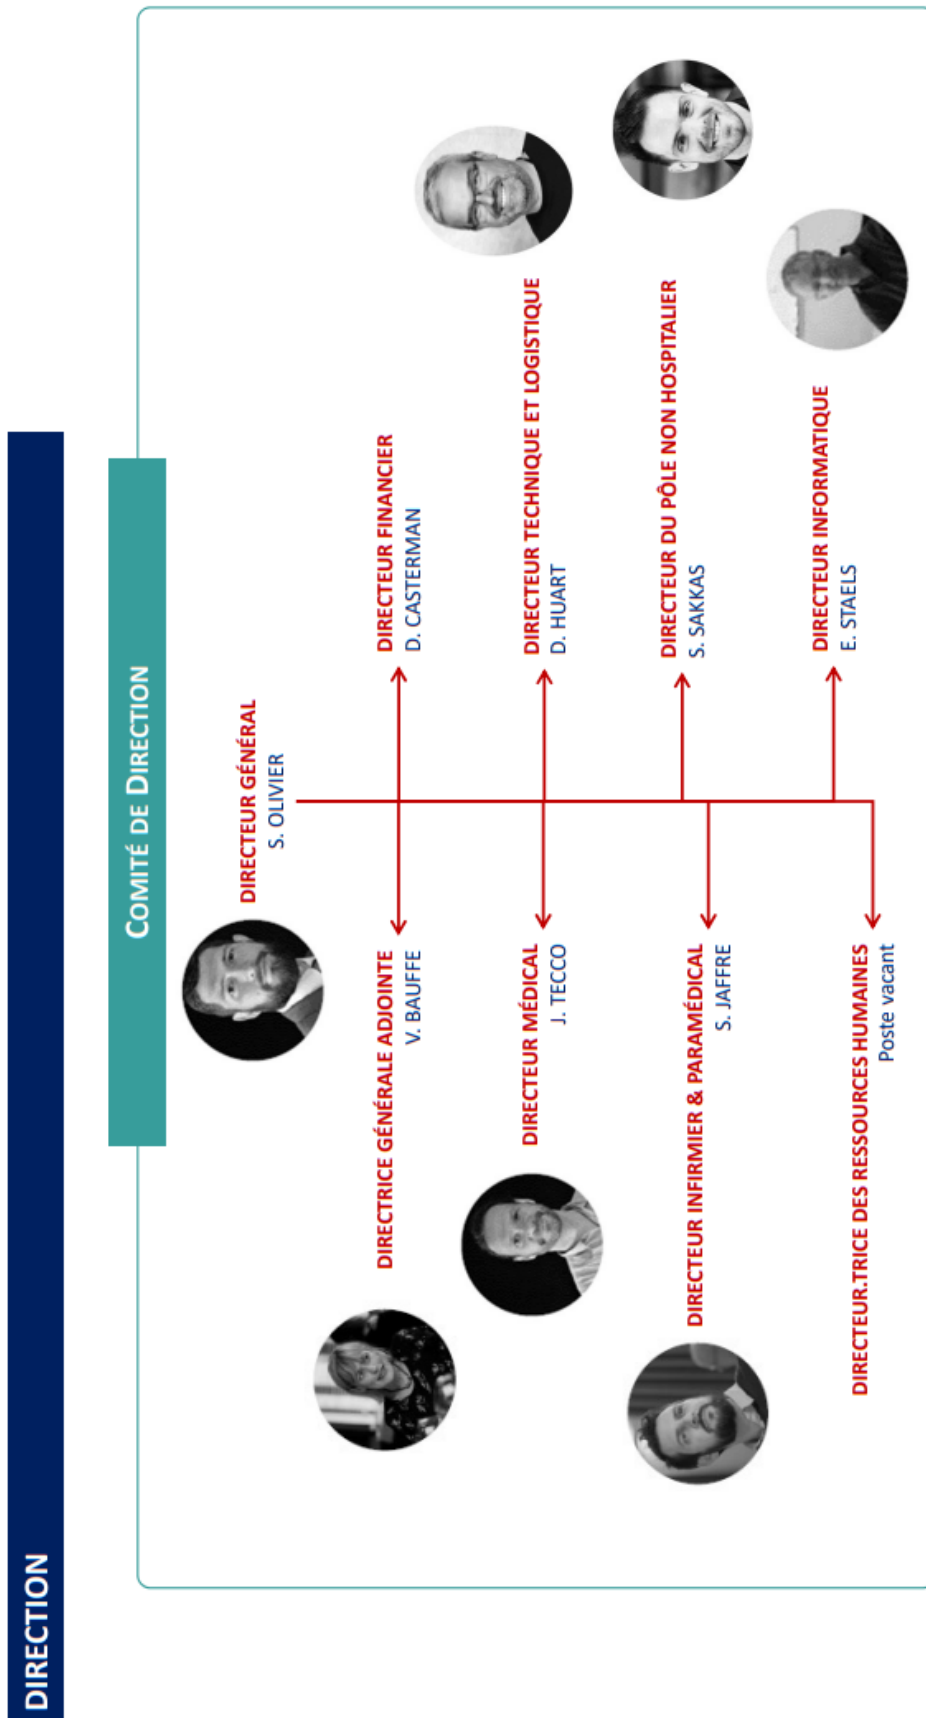 DIRECTION
COMITÉ DE DIRECTION
DIRECTEUR GÉNÉRAL
S. OLIVIER
DIRECTRICE GÉNÉRALE ADJOINTE
V. BAUFFE
DIRECTEUR FINANCIER
D. CASTERMAN
DIRECTEUR MÉDICAL
J. TECCO
DIRECTEUR TECHNIQUE ET LOGISTIQUE
D. HUART
DIRECTEUR INFIRMIER & PARAMÉDICAL
S. JAFFRE
DIRECTEUR DU PÔLE NON HOSPITALIER
S. SAKKAS
DIRECTEUR.TRICE DES RESSOURCES HUMAINES
Poste vacant
DIRECTEUR INFORMATIQUE
E. STAELS